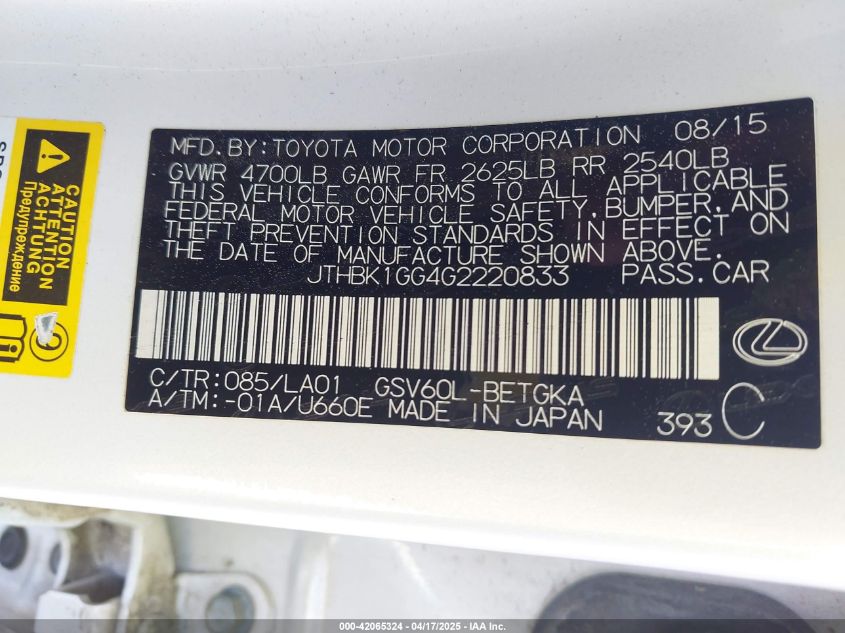 CAUTION
ATTENTION
ACHTUNG
Предупреждение
MFD. BY: TOYOTA MOTOR CORPORATION 08/15
GVWR 4700LB GAWR FR 2625LB RR 2540LB
THIS VEHICLE CONFORMS TO ALL APPLICABLE
FEDERAL MOTOR VEHICLE SAFETY, BUMPER, AND
THEFT PREVENTION STANDARDS IN EFFECT ON
THE DATE OF MANUFACTURE SHOWN ABOVE.
JTHBK1GG4G2220833 PASS. CAR
C/TR: 085/LA01 GSV60L-BETGKA
A/TM: -01A/U660E MADE IN JAPAN 393 C
000-42065324 | 04/17/2025 - IAA Inc.